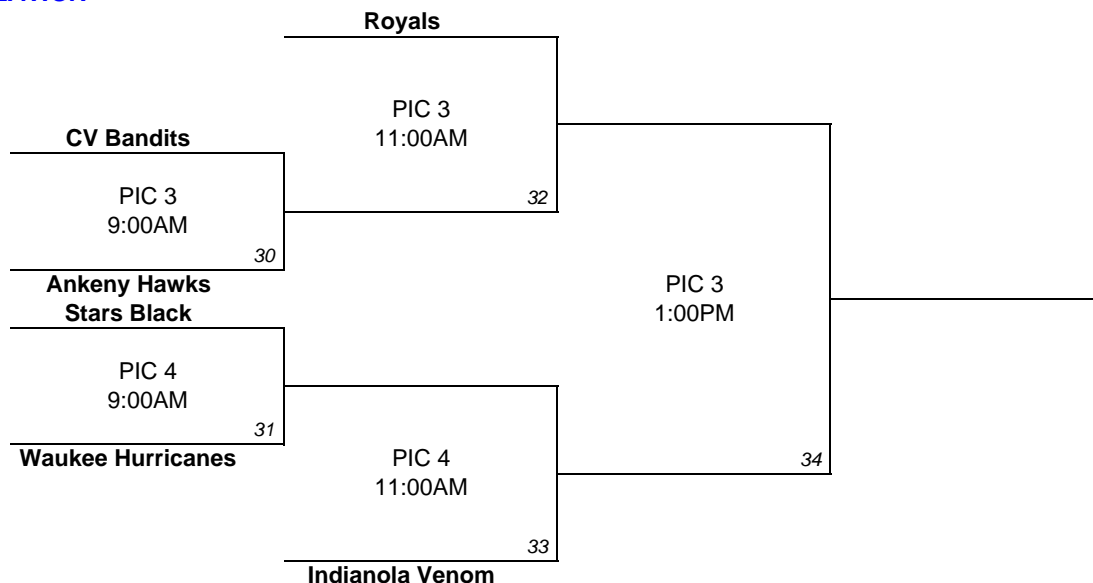 Royals
PIC 3
11:00AM
CV Bandits
PIC 3
9:00AM
32
30
Ankeny Hawks
PIC 3
1:00PM
Stars Black
PIC 4
9:00AM
31
Waukee Hurricanes
PIC 4
11:00AM
34
33
Indianola Venom